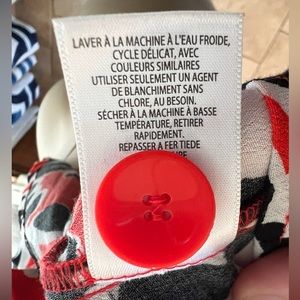 LAVER À LA MACHINE À L'EAU FROIDE,
CYCLE DÉLICAT, AVEC
COULEURS SIMILAIRES
UTILISER SEULEMENT UN AGENT
DE BLANCHIMENT SANS
CHLORE, AU BESOIN.
SÉCHER À LA MACHINE À BASSE
TEMPÉRATURE, RETIRER
RAPIDEMENT.
REPASSER A FER TIEDE